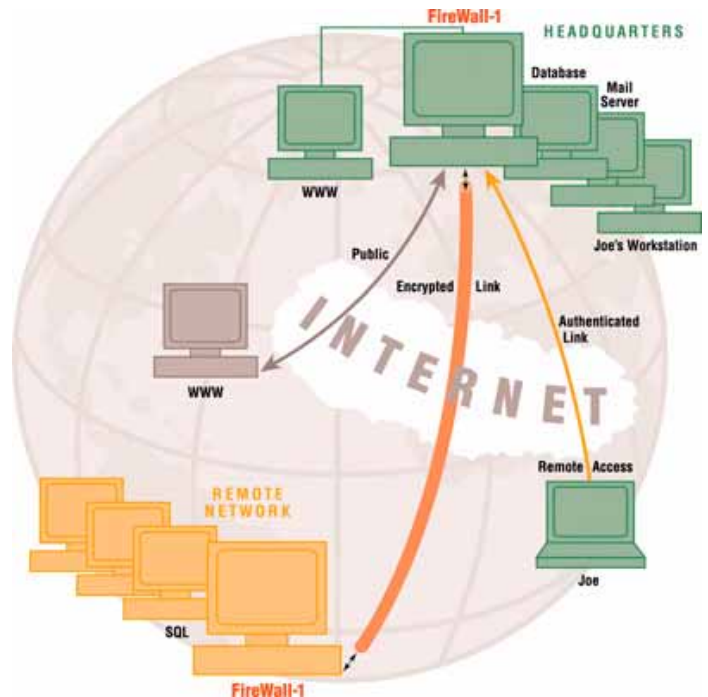 FireWall-1
HEADQUARTERS
Database
Mail
Server
WWW
Joe's Workstation
Public
Encrypted Link
Authenticated
Link
INTERNET
WWW
Remote Access
REMOTE
NETWORK
Joe
SQL
FireWall-1